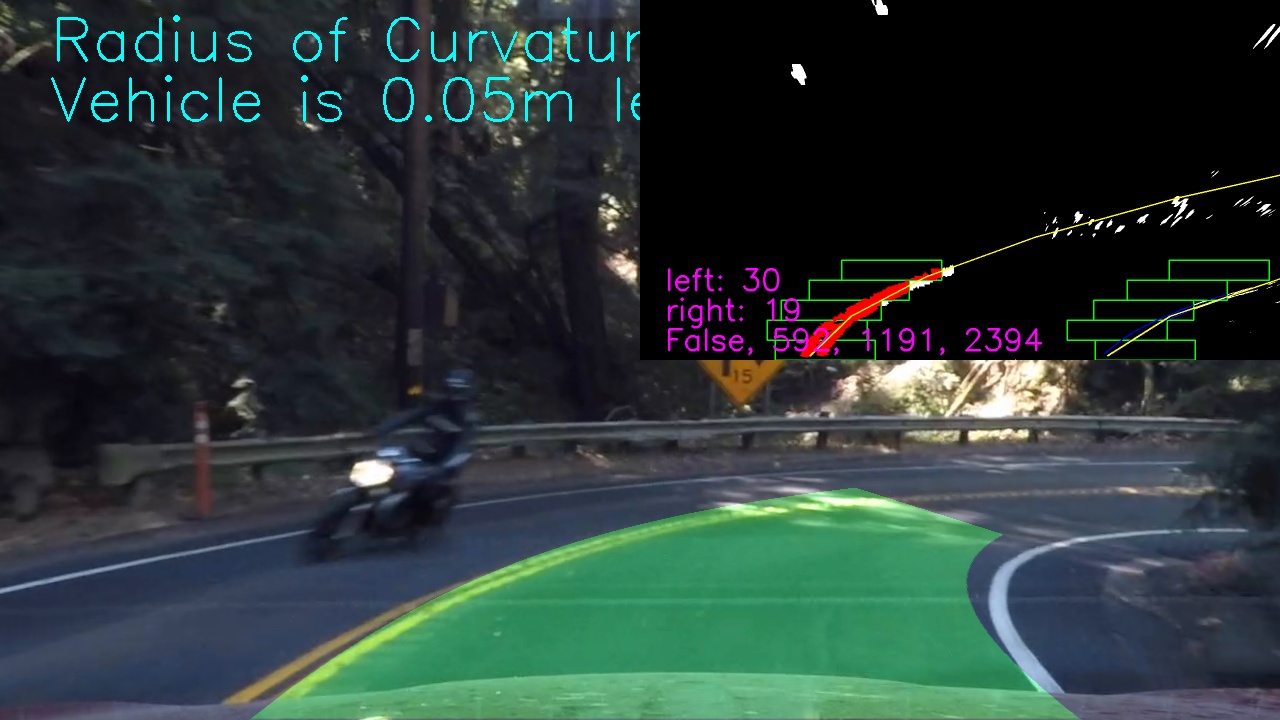 Radius of Curvatur
Vehicle is 0.05m le
left: 30
right: 19
False, 592, 1191, 2394
15